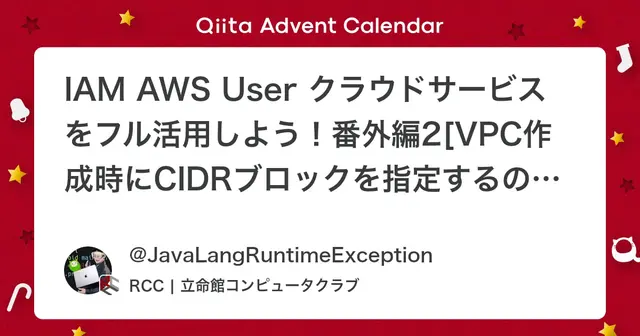 Qiita Advent Calendar
IAM AWS User クラウドサービス
をフル活用しよう！番外編2[VPC作
成時にCIDRブロックを指定するの…
@JavaLangRuntimeException
RCC | 立命館コンピュータクラブ